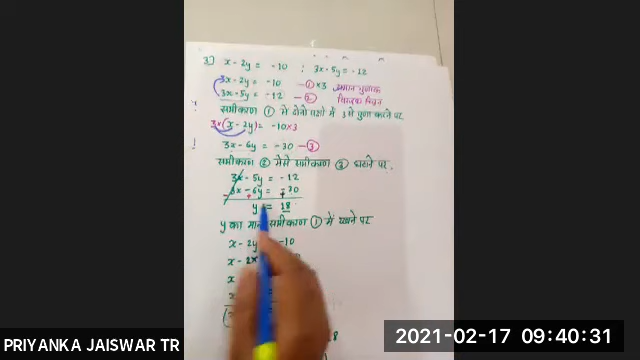 3) x - 2y = -10 ; 3x - 5y = -12
3x - 2y = -10 —① ×3 समान गुणांक
3x - 5y = -12 —②
समीकरण ① में दोनों पक्षों में 3 से गुणा करने पर
3×(x - 2y) = -10×3
3x - 6y = -30 —③
समीकरण ② मेंसे समीकरण ③ घटाने पर.
3x - 5y = -12
3x - 6y = -30
- + +
y = 18
y का मान समीकरण ① में रखने पर
x - 2y -10
x - 2×
x
x
8
PRIYANKA JAISWAR TR
2021-02-17 09:40:31